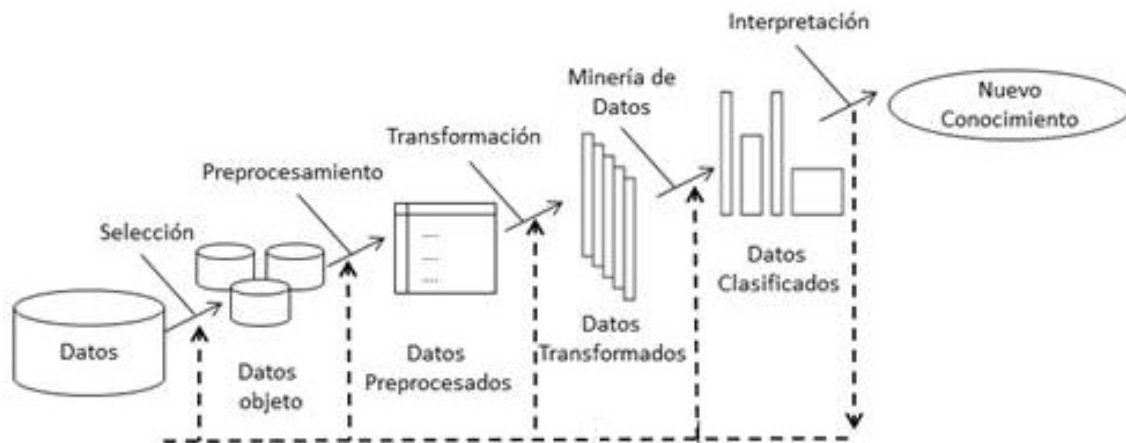 Interpretación
Nuevo
Conocimiento
Minería de
Datos
Transformación
Preprocesamiento
Selección
Datos
Datos
objeto
....
....
....
Datos
Preprocesados
Datos
Transformados
Datos
Clasificados